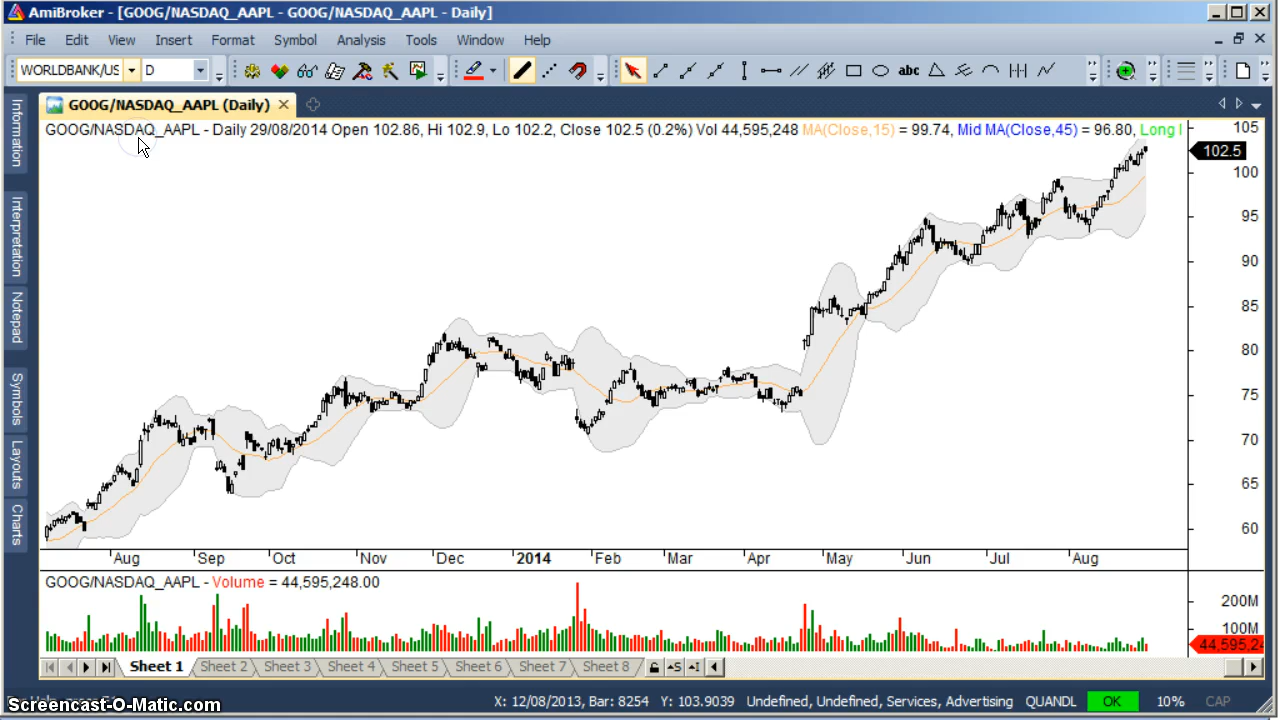 AmiBroker - [GOOG/NASDAQ_AAPL - GOOG/NASDAQ_AAPL - Daily]
File Edit View Insert Format Symbol Analysis Tools Window Help
WORLDBANK/US D abc
GOOG/NASDAQ_AAPL (Daily)
GOOG/NASDAQ_AAPL - Daily 29/08/2014 Open 102.86, Hi 102.9, Lo 102.2, Close 102.5 (0.2%) Vol 44,595,248 MA(Close,15) = 99.74, Mid MA(Close,45) = 96.80, Long
Information
Interpretation
Notepad
Symbols
Layouts
Charts
105
102.5
100
95
90
85
80
75
70
65
60
Aug Sep Oct Nov Dec 2014 Feb Mar Apr May Jun Jul Aug
GOOG/NASDAQ_AAPL - Volume = 44,595,248.00
200M
100M
44,595,24
Sheet 1 Sheet 2 Sheet 3 Sheet 4 Sheet 5 Sheet 6 Sheet 7 Sheet 8
X: 12/08/2013, Bar: 8254 Y: 103.9039 Undefined, Undefined, Services, Advertising QUANDL OK 10% CAP
Screencast-O-Matic.com